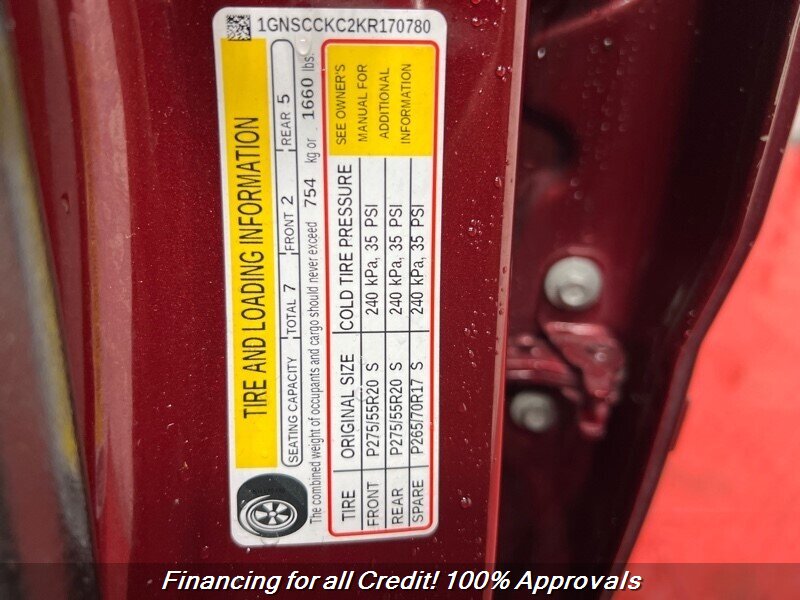 1GNSCCKC2KR170780
TIRE AND LOADING INFORMATION
SEATING CAPACITY TOTAL 7 FRONT 2 REAR 5
The combined weight of occupants and cargo should never exceed 754 kg or 1660 lbs.
TIRE ORIGINAL SIZE COLD TIRE PRESSURE SEE OWNER'S
FRONT P275/55R20 S 240 kPa, 35 PSI MANUAL FOR
REAR P275/55R20 S 240 kPa, 35 PSI ADDITIONAL
SPARE P265/70R17 S 240 kPa, 35 PSI INFORMATION
Financing for all Credit! 100% Approvals